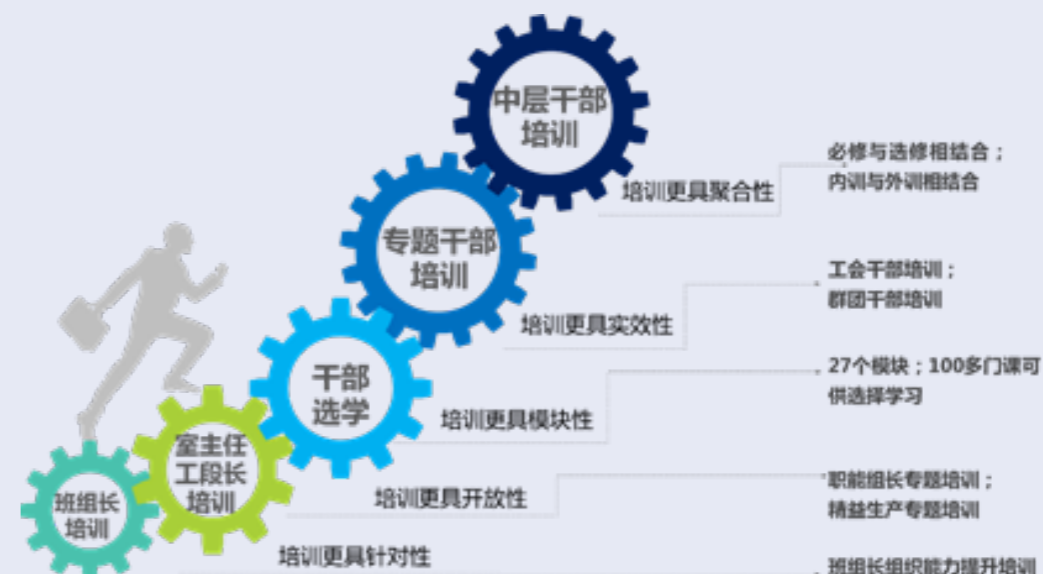 中层干部
培训
必修与选修相结合；
内训与外训相结合
培训更具聚合性
专题干部
培训
工会干部培训；
群团干部培训
培训更具实效性
干部
选学
27个模块；100多门课可
供选择学习
培训更具模块性
室主任
工段长
培训
职能组长专题培训；
精益生产专题培训
培训更具开放性
班组长
培训
培训更具针对性
班组长组织能力提升培训